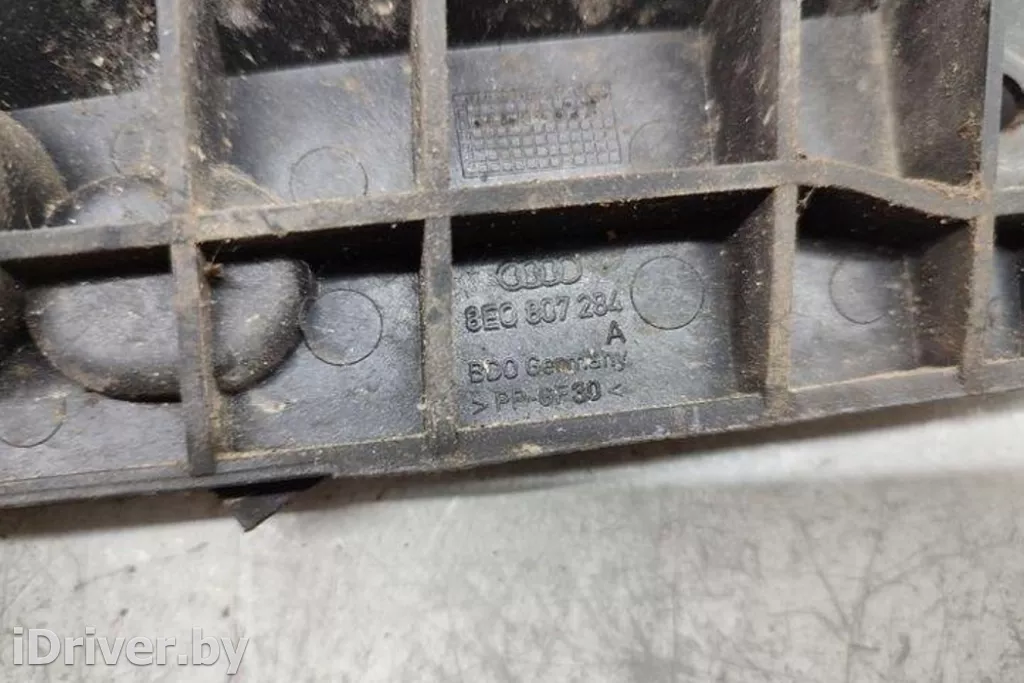 8E0 807 284
A
BDO Germany
>PP-GF30<
iDriver.by